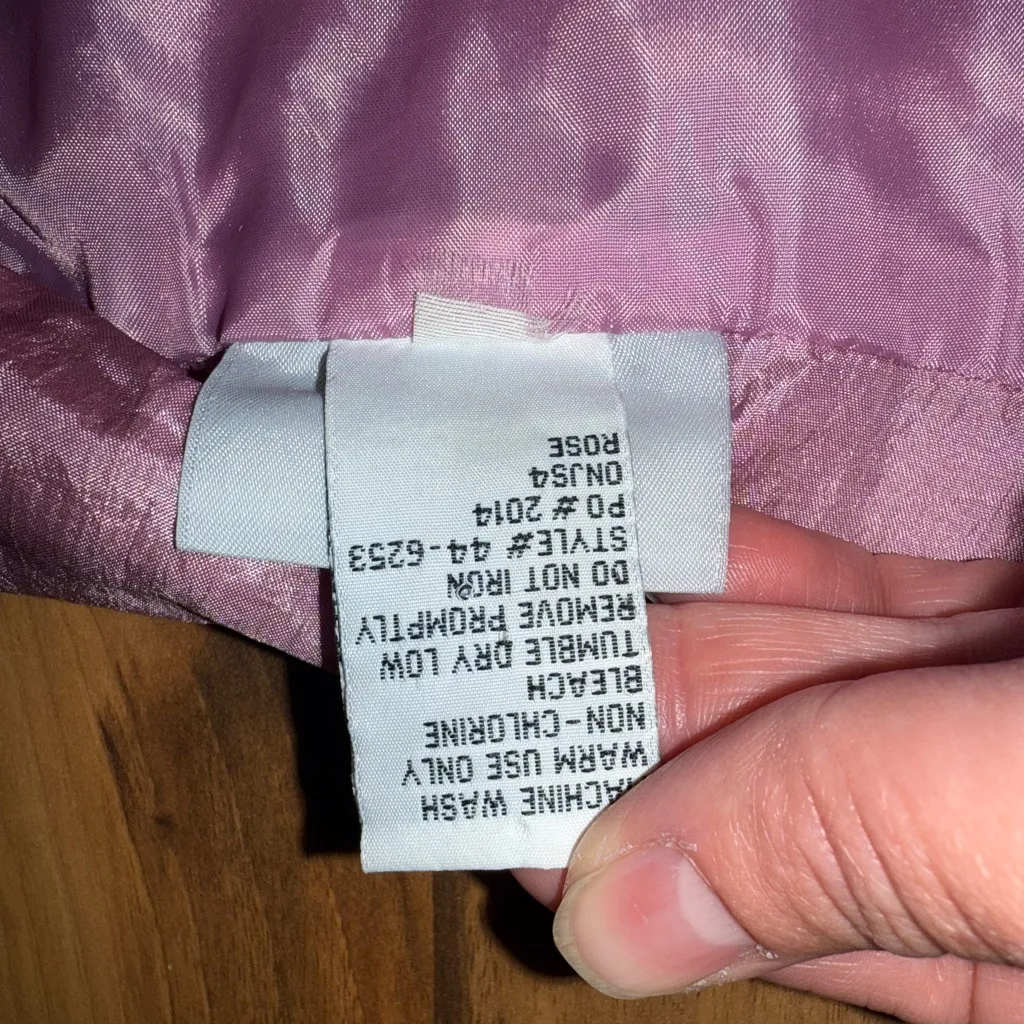 MACHINE WASH
WARM USE ONLY
NON-CHLORINE
BLEACH
TUMBLE DRY LOW
REMOVE PROMPTLY
DO NOT IRON
STYLE# 44-6253
PO# 2014
0NJS4
ROSE